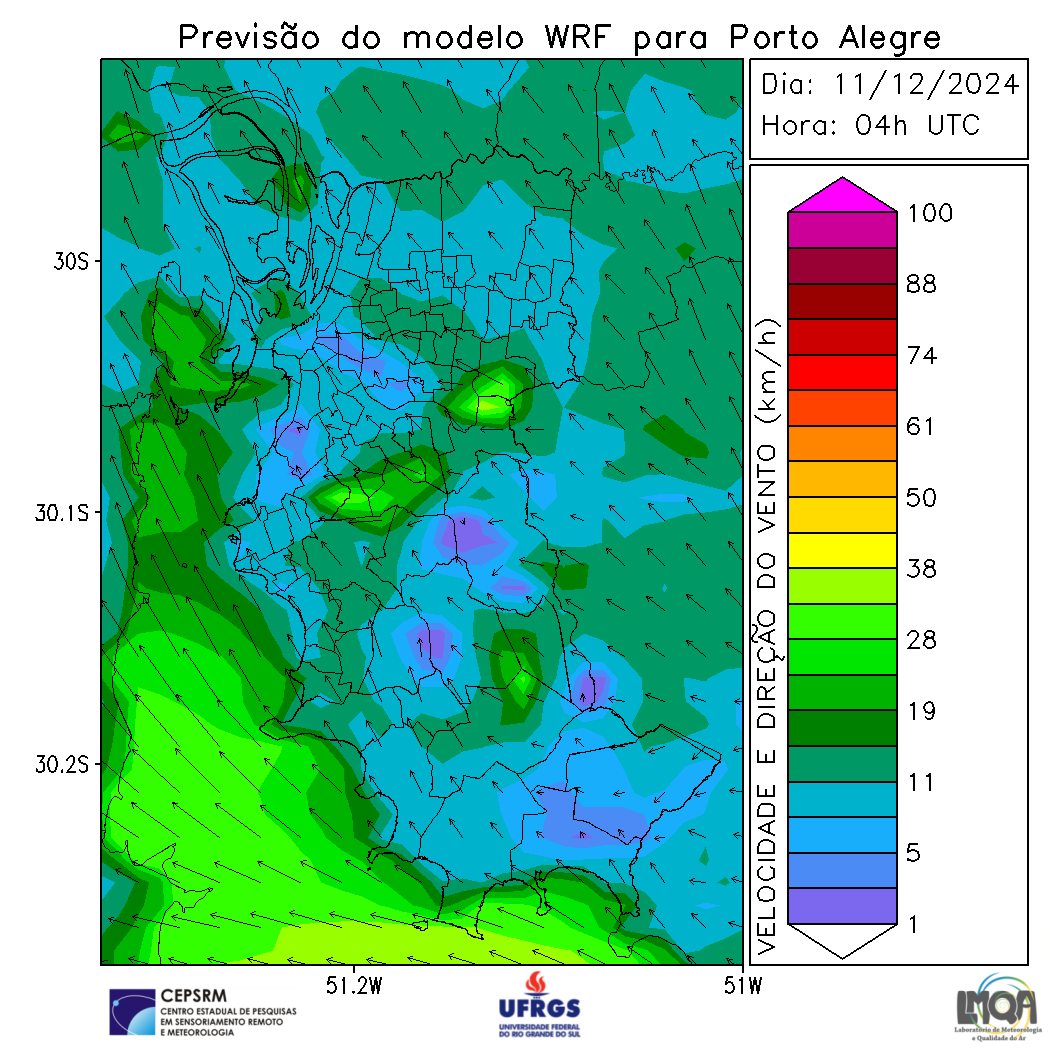 Previsão do modelo WRF para Porto Alegre
Dia: 11/12/2024
Hora: 04h UTC
30S
30.1S
30.2S
51.2W
51W
VELOCIDADE E DIREÇÃO DO VENTO (km/h)
100
88
74
61
50
38
28
19
11
5
1
CEPSRM
CENTRO ESTADUAL DE PESQUISAS
EM SENSORIAMENTO REMOTO
E METEOROLOGIA
UFRGS
UNIVERSIDADE FEDERAL
DO RIO GRANDE DO SUL
LMQA
Laboratório de Meteorologia
e Qualidade do Ar